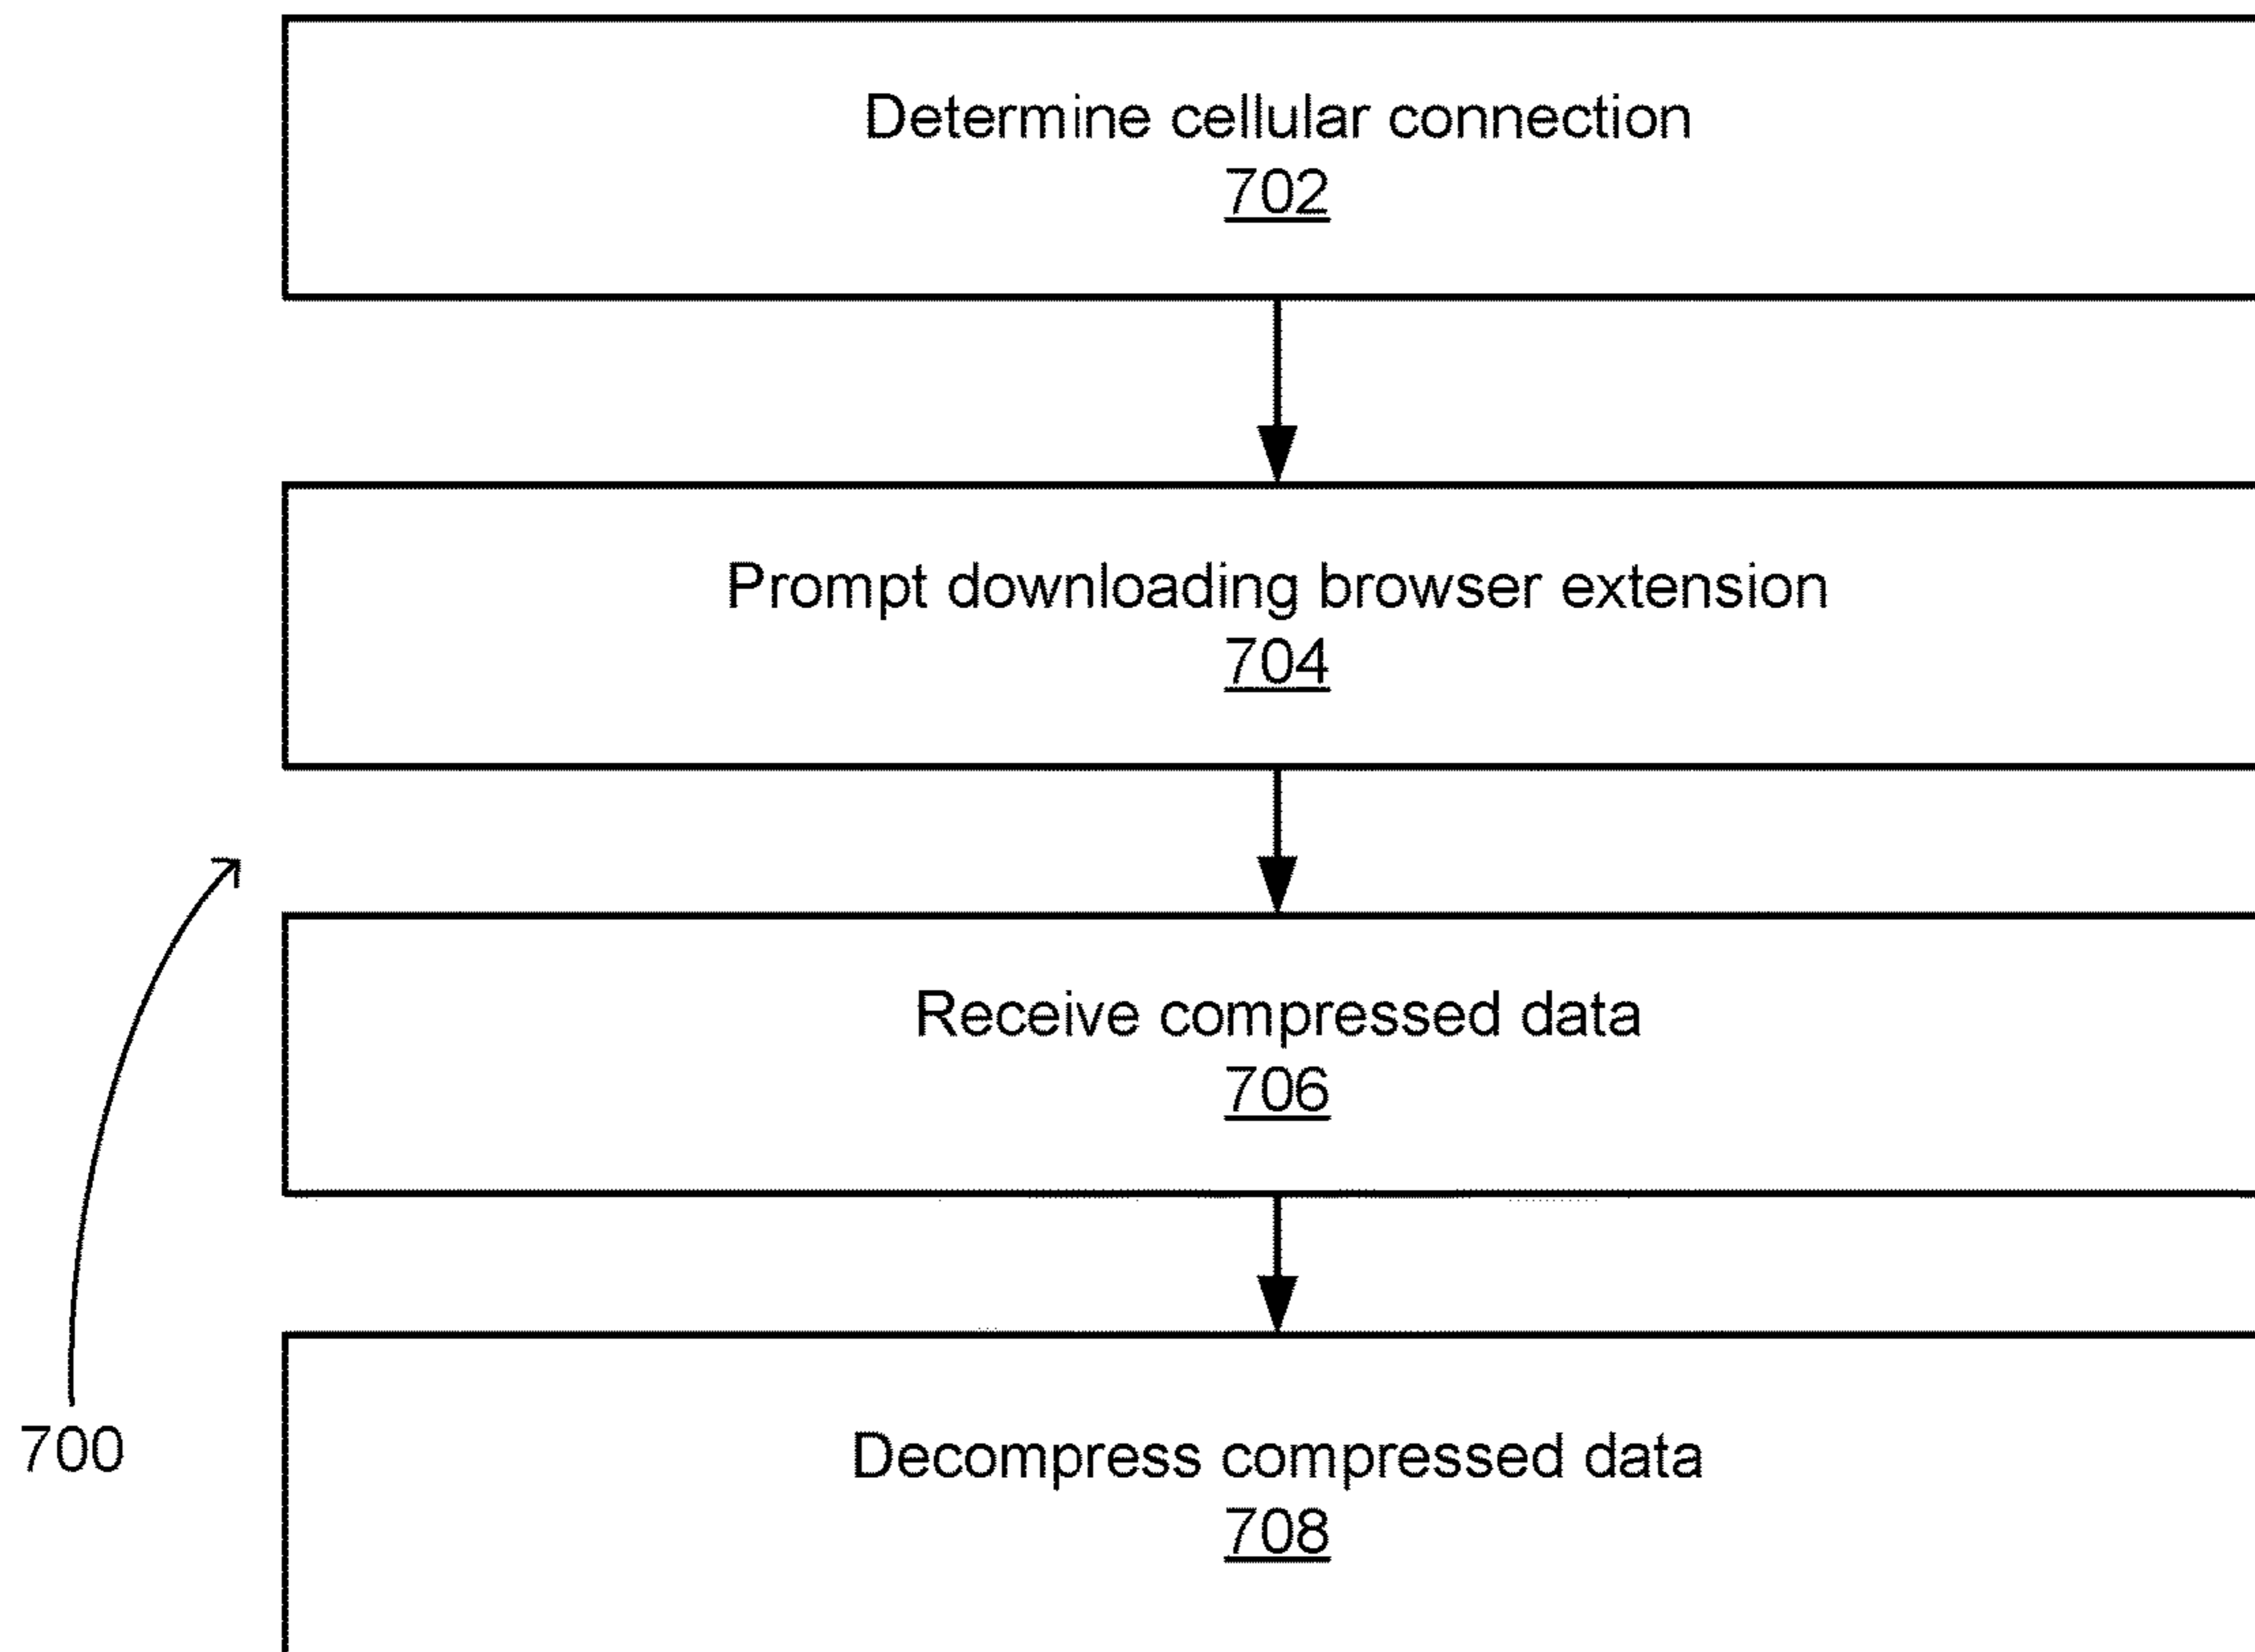 Determine cellular connection
702
Prompt downloading browser extension
704
Receive compressed data
706
700
Decompress compressed data
708